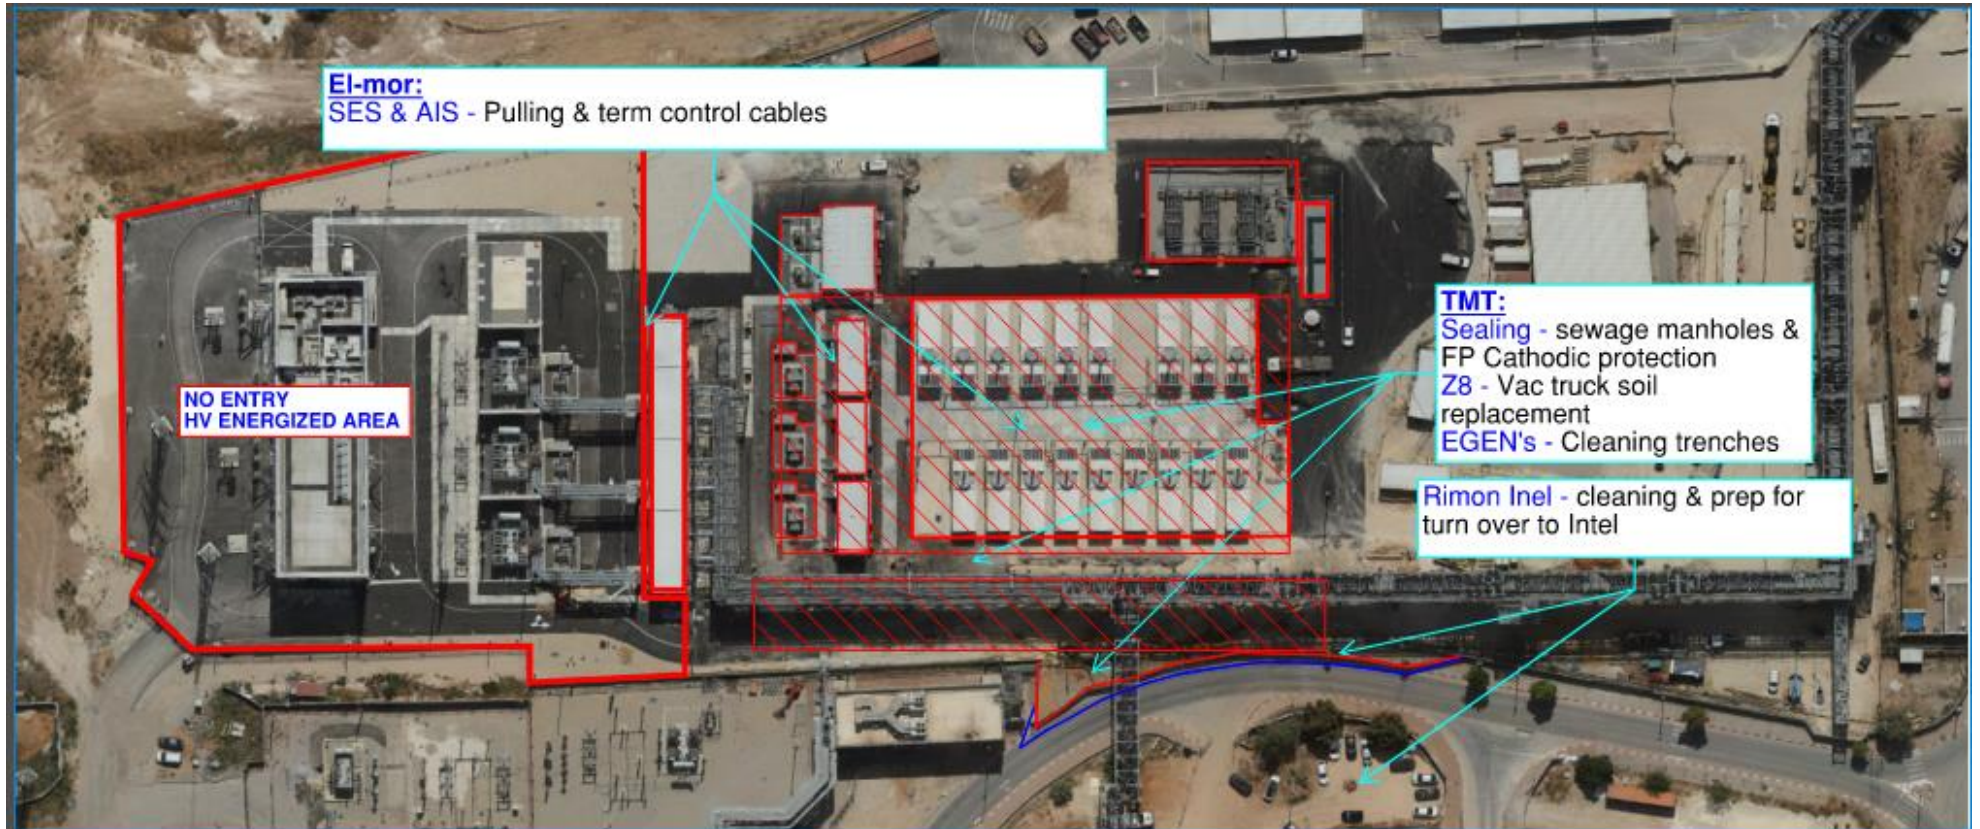 El-mor:
SES & AIS - Pulling & term control cables
NO ENTRY
HV ENERGIZED AREA
TMT:
Sealing - sewage manholes &
FP Cathodic protection
Z8 - Vac truck soil
replacement
EGEN's - Cleaning trenches
Rimon Inel - cleaning & prep for
turn over to Intel